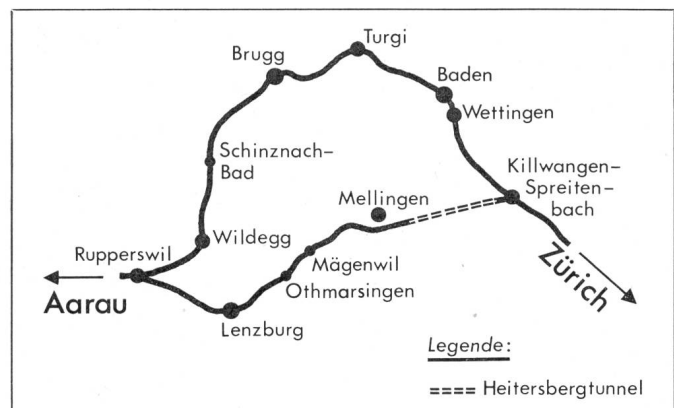 Turgi
Brugg
Baden
Wettingen
Schinznach-
Bad
Killwangen-
Spreiten-
bach
Mellingen
Wildegg
Rupperswil
Mägenwil
Othmarsingen
Aarau
Zürich
Lenzburg
Legende:
Heitersbergtunnel